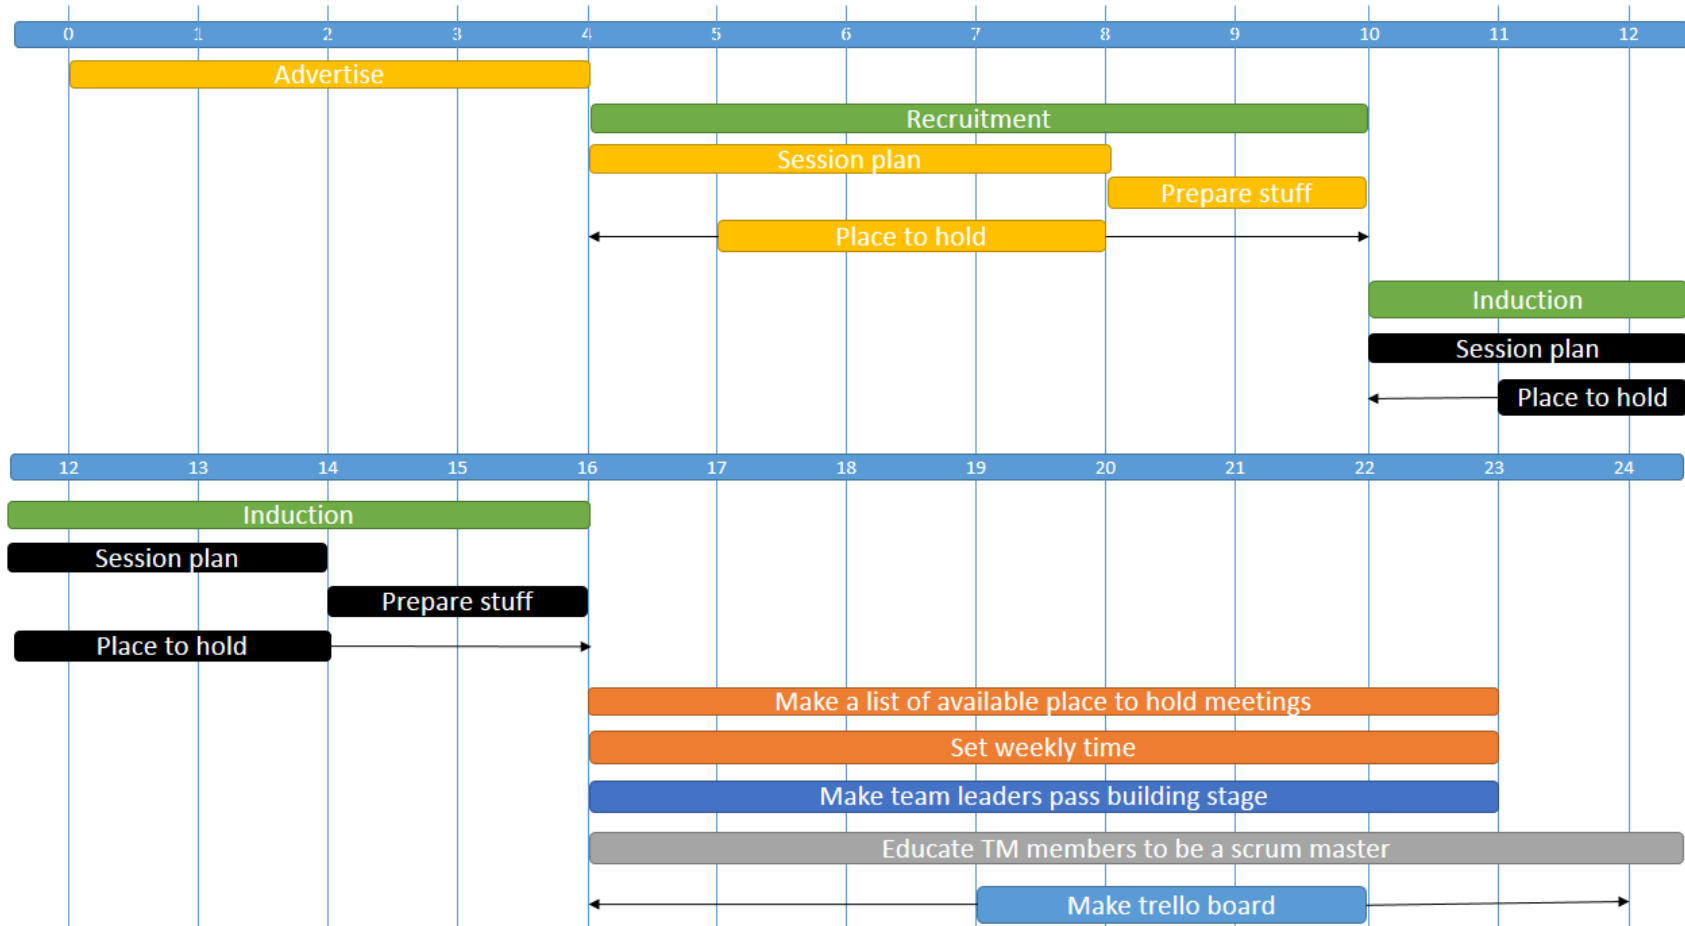 0 1 2 3 4 5 6 7 8 9 10 11 12
Advertise
Recruitment
Session plan
Prepare stuff
Place to hold
Induction
Session plan
Place to hold
12 13 14 15 16 17 18 19 20 21 22 23 24
Induction
Session plan
Prepare stuff
Place to hold
Make a list of available place to hold meetings
Set weekly time
Make team leaders pass building stage
Educate TM members to be a scrum master
Make trello board